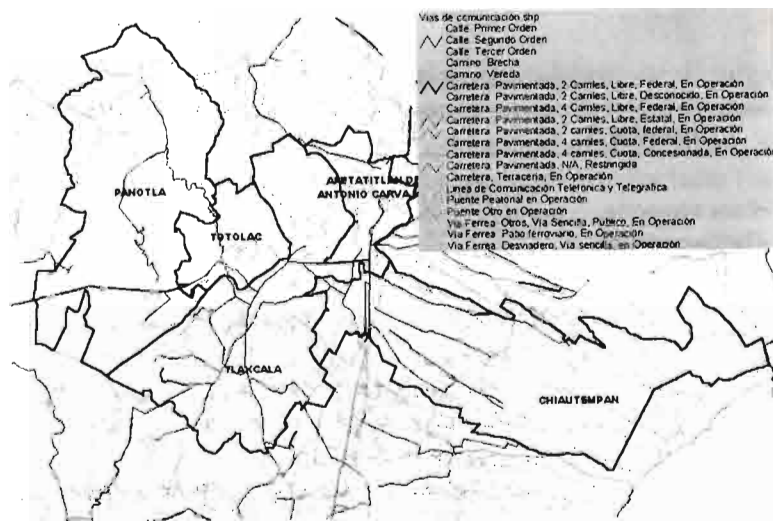 Vias de comunicación shp
Calle Primer Orden
Calle Segundo Orden
Calle Tercer Orden
Camino Brecha
Camino Vereda
Carretera Pavimentada, 2 Carriles, Libre, Federal, En Operación
Carretera Pavimentada, 2 Carriles, Libre, Desconocido, En Operación
Carretera Pavimentada, 4 Carriles, Libre, Federal, En Operación
Carretera Pavimentada, 2 Carriles, Libre, Estatal, En Operación
Carretera Pavimentada, 2 carriles, Cuota, federal, En Operación
Carretera Pavimentada, 4 carriles, Cuota, Federal, En Operación
Carretera Pavimentada, 4 carriles, Cuota, Concesionada, En Operación
Carretera Pavimentada, N/A, Restringida
Carretera, Terraceria, En Operación
Linea de Comunicación Telefonica y Telegrafica
Puente Peatonal en Operación
Puente Otro en Operación
Via Ferrea Otros, Via Sencilla, Publico, En Operación
Via Ferrea Patio ferroviario, En Operación
Via Ferrea Desviadero, Via sencilla, en Operación
PANOTLA
APETATITLAN DE
ANTONIO CARVA
TOTOLAC
TLAXCALA
CHIAUTEMPAN